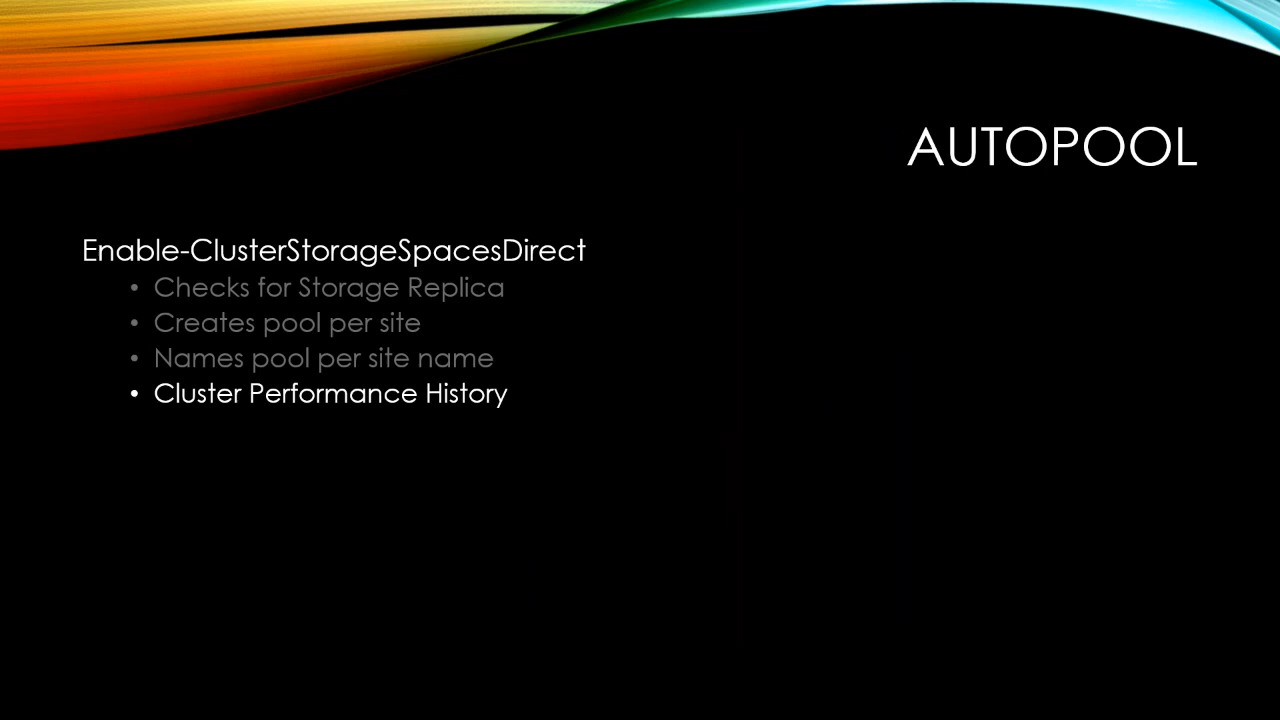 AUTOPOOL
Enable-ClusterStorageSpacesDirect
• Checks for Storage Replica
• Creates pool per site
• Names pool per site name
• Cluster Performance History